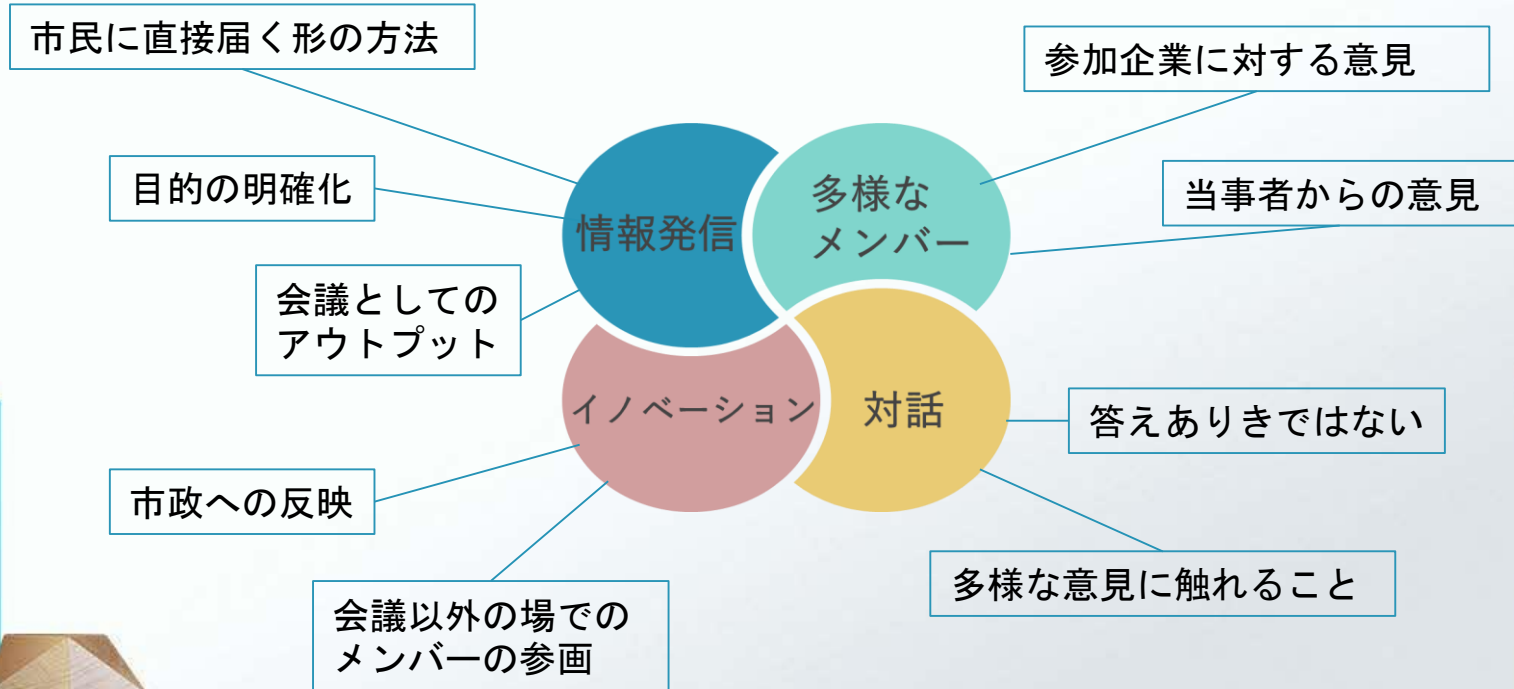 市民に直接届く形の方法
参加企業に対する意見
目的の明確化
多様な
メンバー
当事者からの意見
情報発信
会議としての
アウトプット
イノベーション
対話
答えありきではない
市政への反映
多様な意見に触れること
会議以外の場での
メンバーの参画